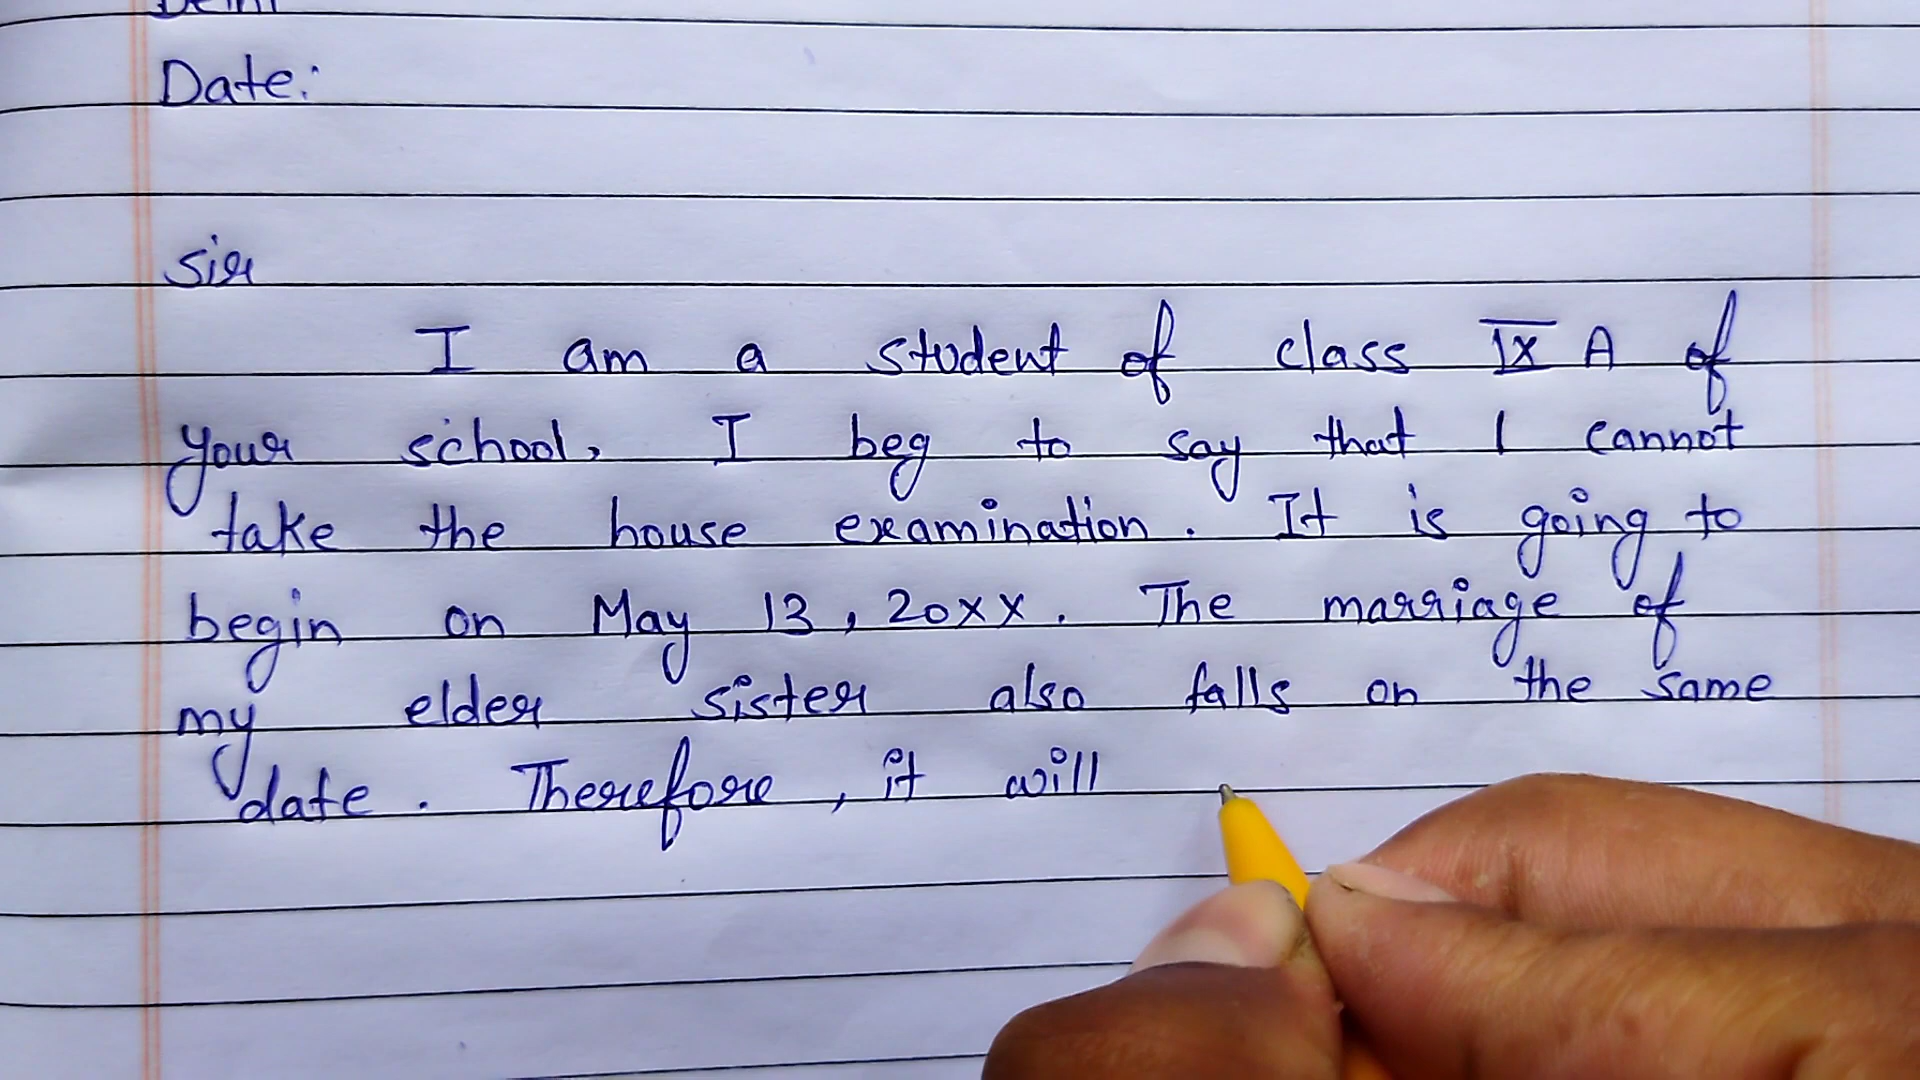 Delhi
Date:
Sir
I am a student of class IX A of
your school, I beg to say that I cannot
take the house examination. It is going to
begin on May 13, 20XX. The marriage of
my elder sister also falls on the same
date. Therefore, it will